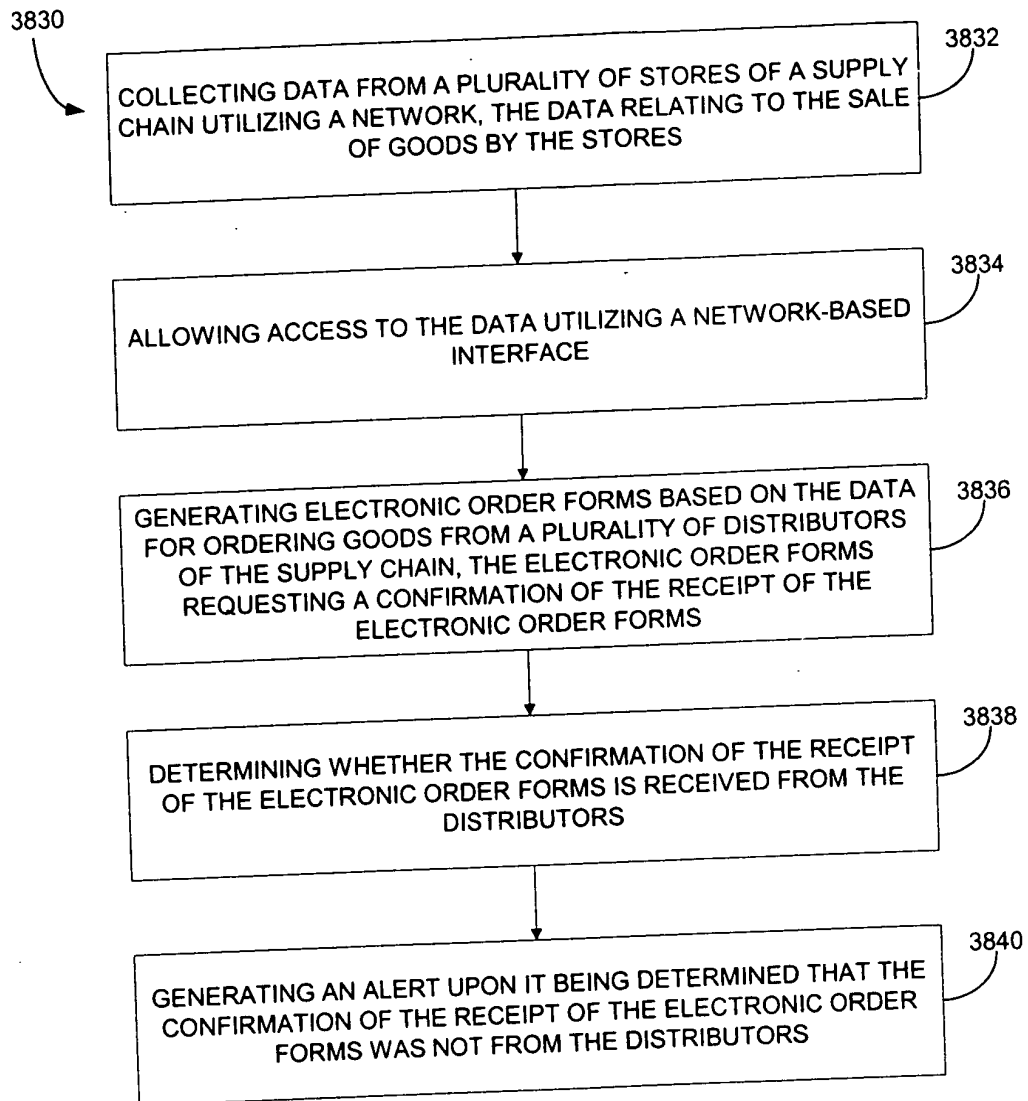 3830
3832
COLLECTING DATA FROM A PLURALITY OF STORES OF A SUPPLY
CHAIN UTILIZING A NETWORK, THE DATA RELATING TO THE SALE
OF GOODS BY THE STORES
3834
ALLOWING ACCESS TO THE DATA UTILIZING A NETWORK-BASED
INTERFACE
3836
GENERATING ELECTRONIC ORDER FORMS BASED ON THE DATA
FOR ORDERING GOODS FROM A PLURALITY OF DISTRIBUTORS
OF THE SUPPLY CHAIN, THE ELECTRONIC ORDER FORMS
REQUESTING A CONFIRMATION OF THE RECEIPT OF THE
ELECTRONIC ORDER FORMS
3838
DETERMINING WHETHER THE CONFIRMATION OF THE RECEIPT
OF THE ELECTRONIC ORDER FORMS IS RECEIVED FROM THE
DISTRIBUTORS
3840
GENERATING AN ALERT UPON IT BEING DETERMINED THAT THE
CONFIRMATION OF THE RECEIPT OF THE ELECTRONIC ORDER
FORMS WAS NOT FROM THE DISTRIBUTORS